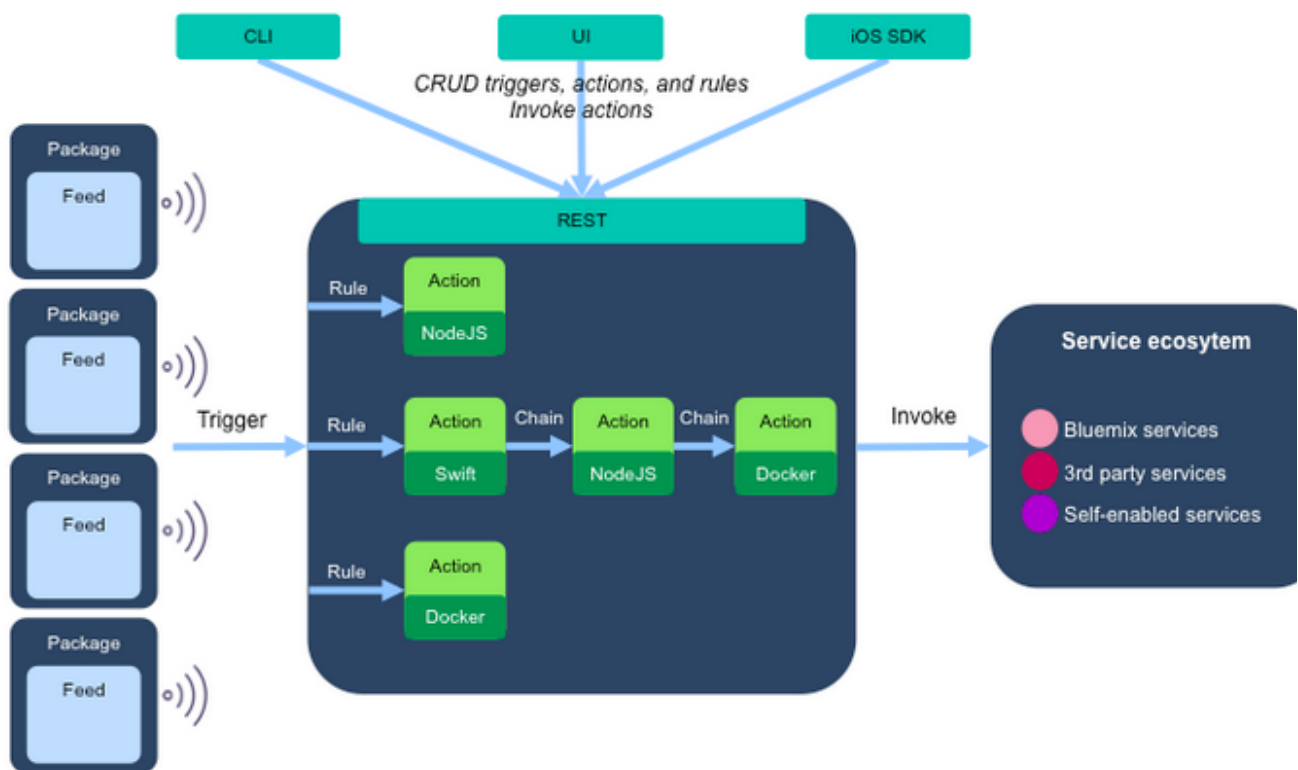 CLI
UI
iOS SDK
CRUD triggers, actions, and rules
Invoke actions
Package
Feed
Package
Feed
Package
Feed
Package
Feed
Trigger
REST
Rule
Action
NodeJS
Rule
Action
Swift
Chain
Action
NodeJS
Chain
Action
Docker
Rule
Action
Docker
Invoke
Service ecosytem
Bluemix services
3rd party services
Self-enabled services